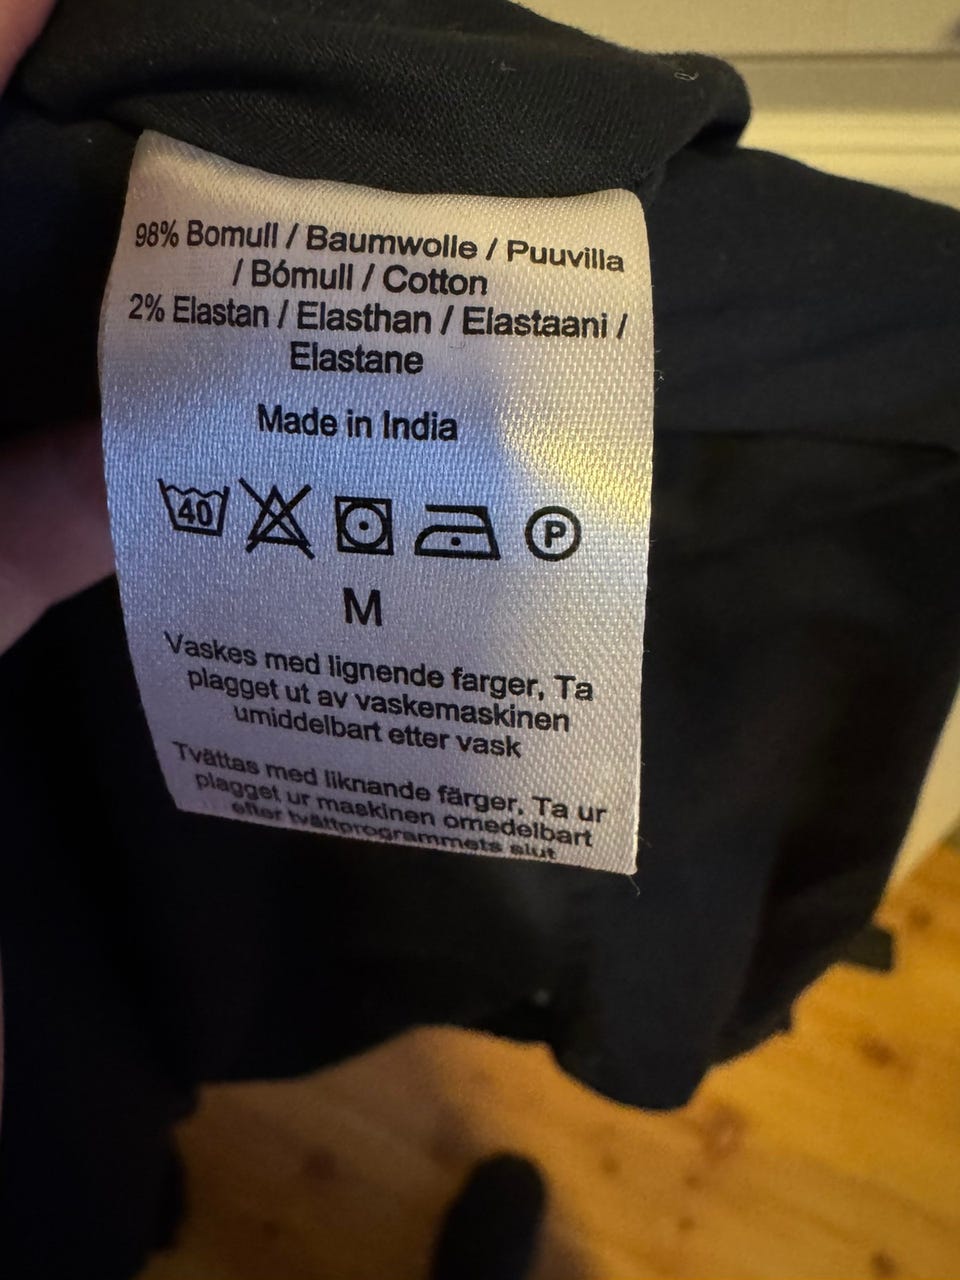 98% Bomull / Baumwolle / Puuvilla
/ Bómull / Cotton
2% Elastan / Elasthan / Elastaani /
Elastane
Made in India
40
P
M
Vaskes med lignende farger, Ta
plagget ut av vaskemaskinen
umiddelbart etter vask
Tvättas med liknande färger, Ta ur
plagget ur maskinen omedelbart
efter tvättprogrammets slut